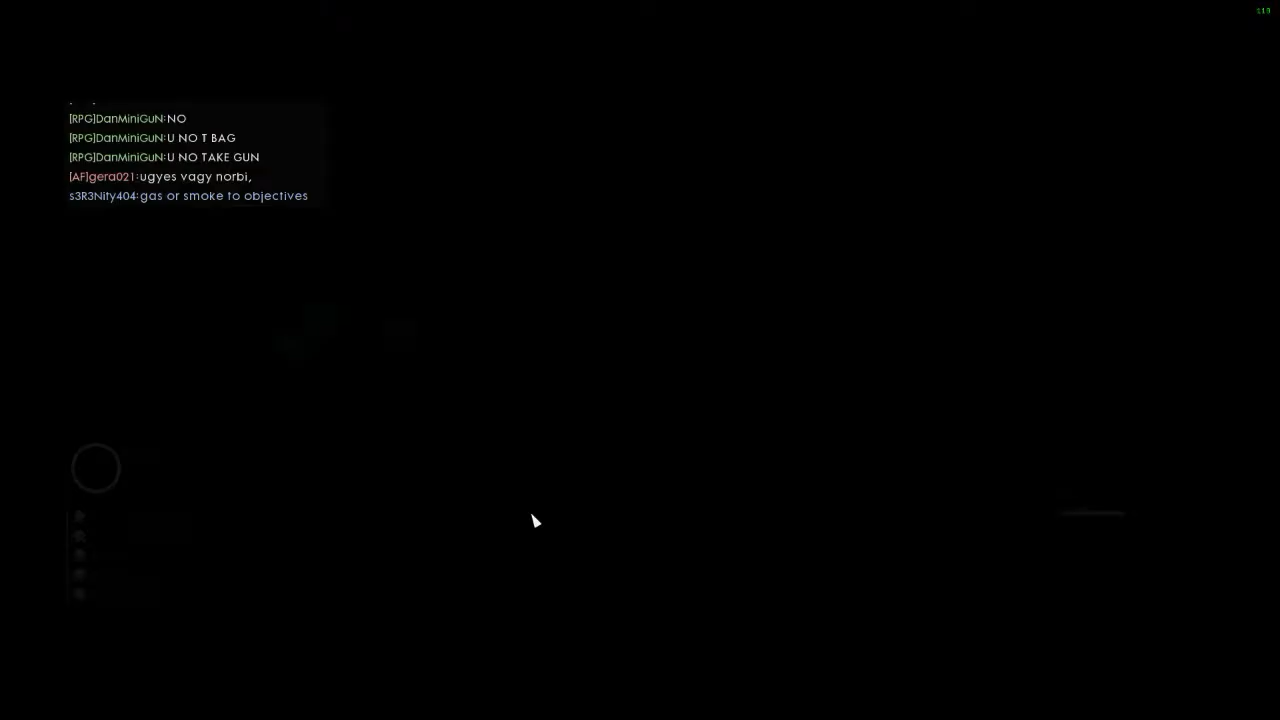 119
[RPG]DanMiniGuN:NO
[RPG]DanMiniGuN:U NO T BAG
[RPG]DanMiniGuN:U NO TAKE GUN
[AF]gera021:ugyes vagy norbi,
s3R3Nity404:gas or smoke to objectives